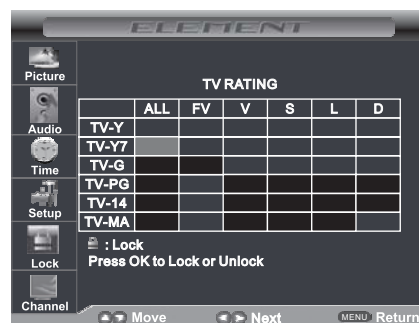 ELEMENT
Picture
Audio
Time
Setup
Lock
Channel
TV RATING
ALL FV V S L D
TV-Y
TV-Y7
TV-G
TV-PG
TV-14
TV-MA
: Lock
Press OK to Lock or Unlock
Move Next MENU Return